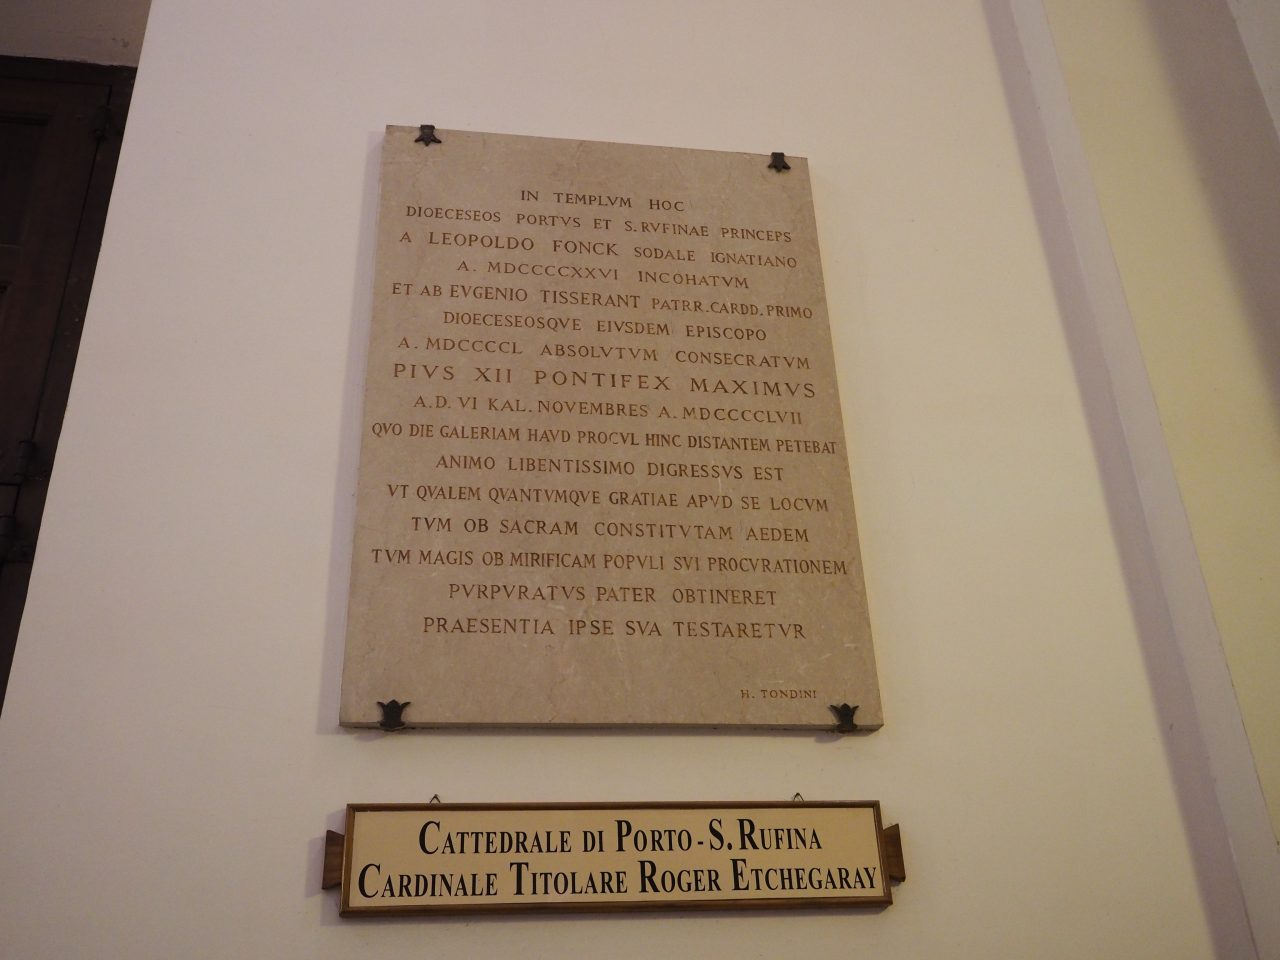 IN TEMPLVM HOC
DIOECESEOS PORTVS ET S. RVFINAE PRINCEPS
A LEOPOLDO FONCK SODALE IGNATIANO
A. MDCCCCXXVI INCOHATVM
ET AB EVGENIO TISSERANT PATRR. CARDD. PRIMO
DIOECESEOSQVE EIVSDEM EPISCOPO
A. MDCCCCL ABSOLVTVM CONSECRATVM
PIVS XII PONTIFEX MAXIMVS
A.D. VI KAL. NOVEMBRES A. MDCCCCLVII
QVO DIE GALERIAM HAVD PROCVL HINC DISTANTEM PETEBAT
ANIMO LIBENTISSIMO DIGRESSVS EST
VT QVALEM QVANTVMQVE GRATIAE APVD SE LOCVM
TVM OB SACRAM CONSTITVTAM AEDEM
TVM MAGIS OB MIRIFICAM POPVLI SVI PROCVRATIONEM
PVRPVRATVS PATER OBTINERET
PRAESENTIA IPSE SVA TESTARETVR
H. TONDINI
CATTEDRALE DI PORTO - S. RUFINA
CARDINALE TITOLARE ROGER ETCHEGARAY